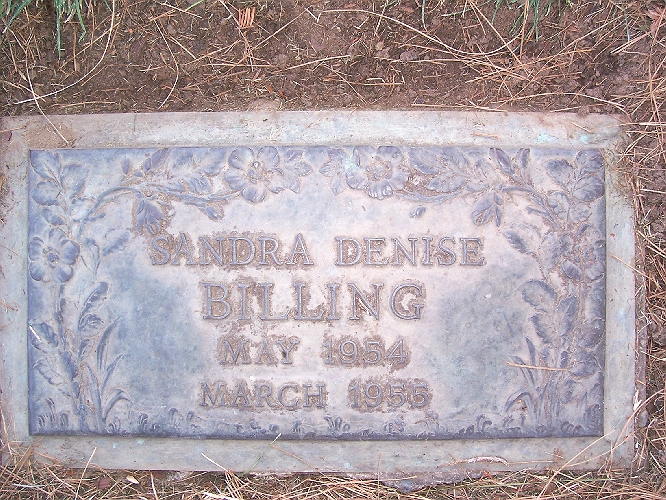 SANDRA DENISE
BILLING
MAY 1954
MARCH 1955